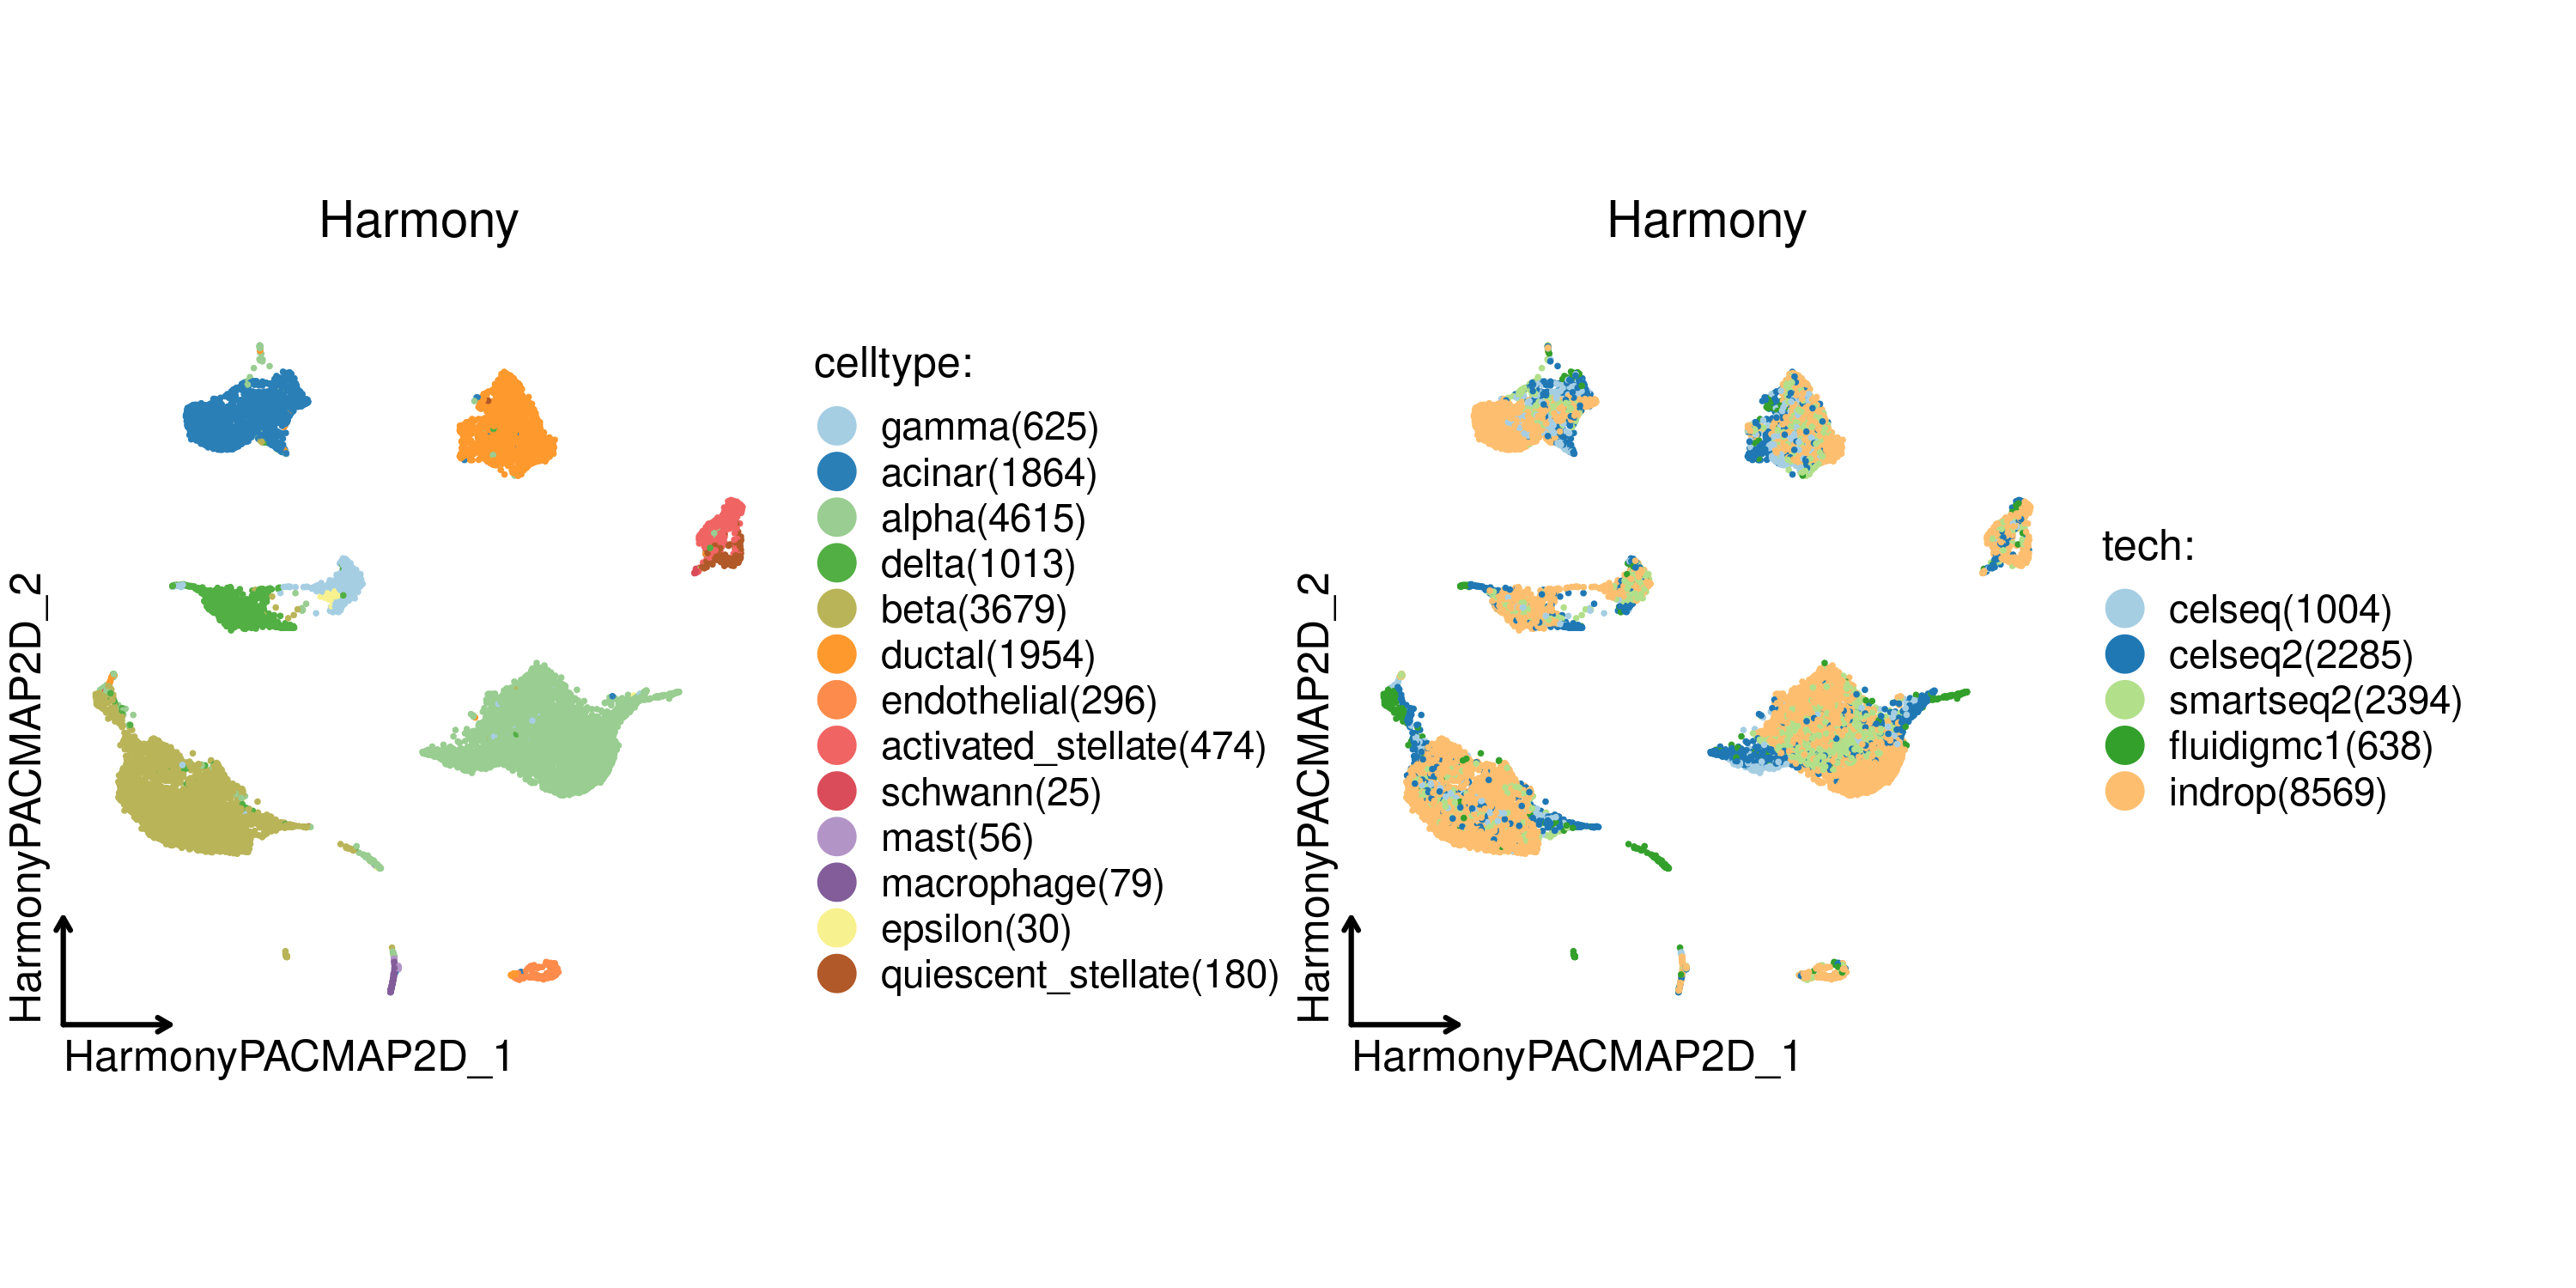 Harmony
celltype:
gamma(625)
acinar(1864)
alpha(4615)
delta(1013)
beta(3679)
ductal(1954)
endothelial(296)
activated_stellate(474)
schwann(25)
mast(56)
macrophage(79)
epsilon(30)
quiescent_stellate(180)
HarmonyPACMAP2D_2
HarmonyPACMAP2D_1
Harmony
tech:
celseq(1004)
celseq2(2285)
smartseq2(2394)
fluidigmc1(638)
indrop(8569)
HarmonyPACMAP2D_2
HarmonyPACMAP2D_1